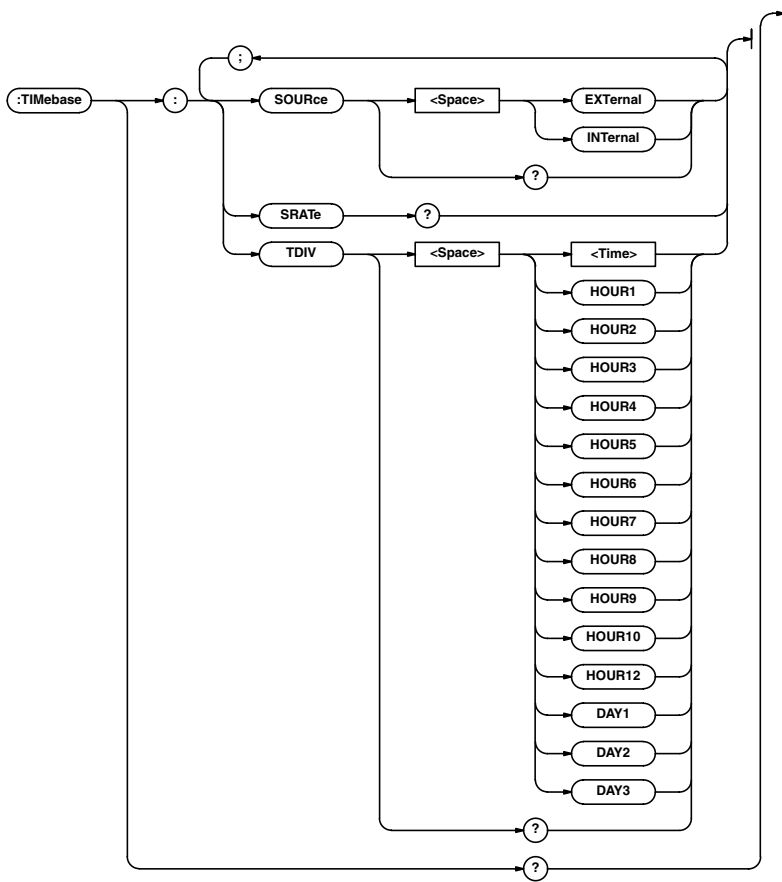 ;
:TIMebase : SOURce <Space> EXTernal
INTernal
?
SRATe ?
TDIV <Space> <Time>
HOUR1
HOUR2
HOUR3
HOUR4
HOUR5
HOUR6
HOUR7
HOUR8
HOUR9
HOUR10
HOUR12
DAY1
DAY2
DAY3
?
?